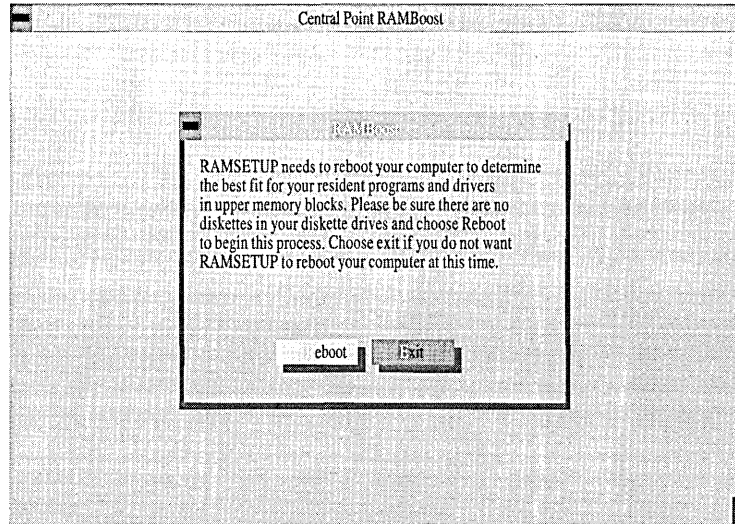 Central Point RAMBoost
RAMBoost
RAMSETUP needs to reboot your computer to determine
the best fit for your resident programs and drivers
in upper memory blocks. Please be sure there are no
diskettes in your diskette drives and choose Reboot
to begin this process. Choose exit if you do not want
RAMSETUP to reboot your computer at this time.
eboot Exit